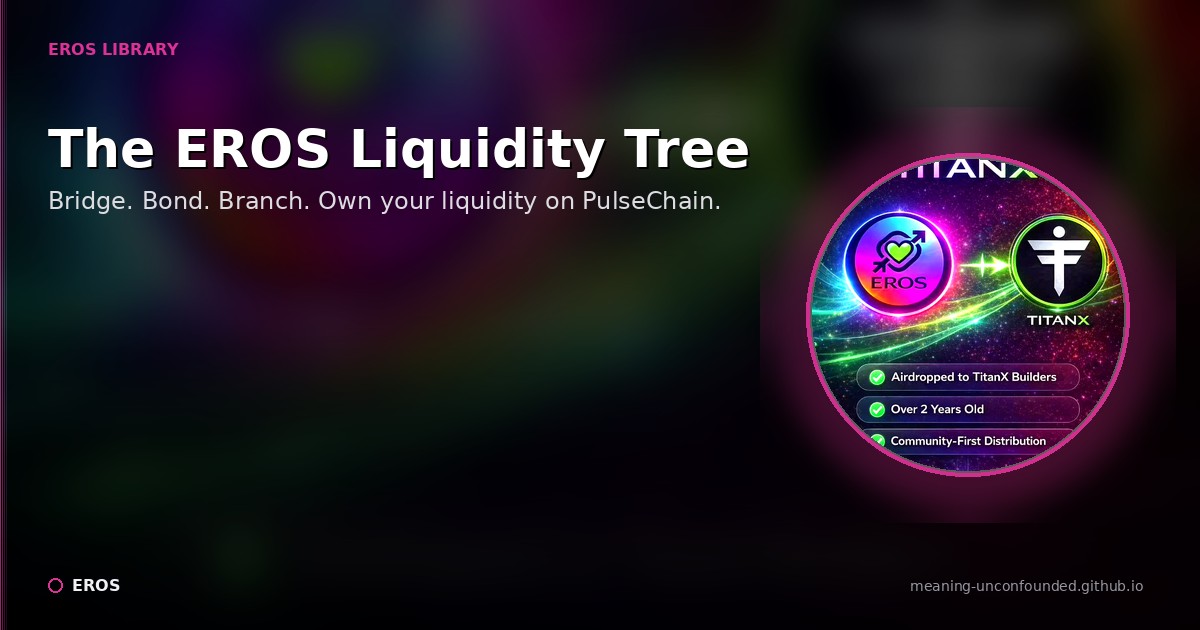 EROS LIBRARY
The EROS Liquidity Tree
Bridge. Bond. Branch. Own your liquidity on PulseChain.
TITANX
EROS
TITANX
Airdropped to TitanX Builders
Over 2 Years Old
Community-First Distribution
EROS
meaning-unconfounded.github.io